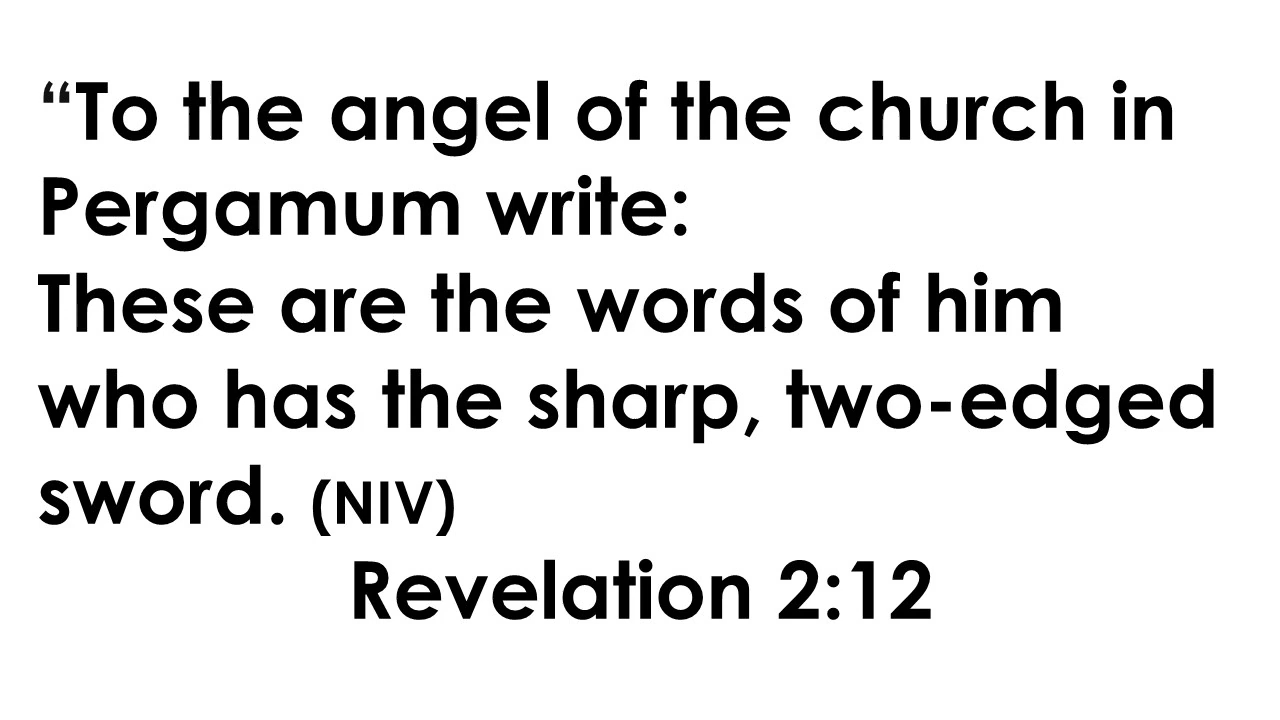 “To the angel of the church in
Pergamum write:
These are the words of him
who has the sharp, two-edged
sword. (NIV)
Revelation 2:12